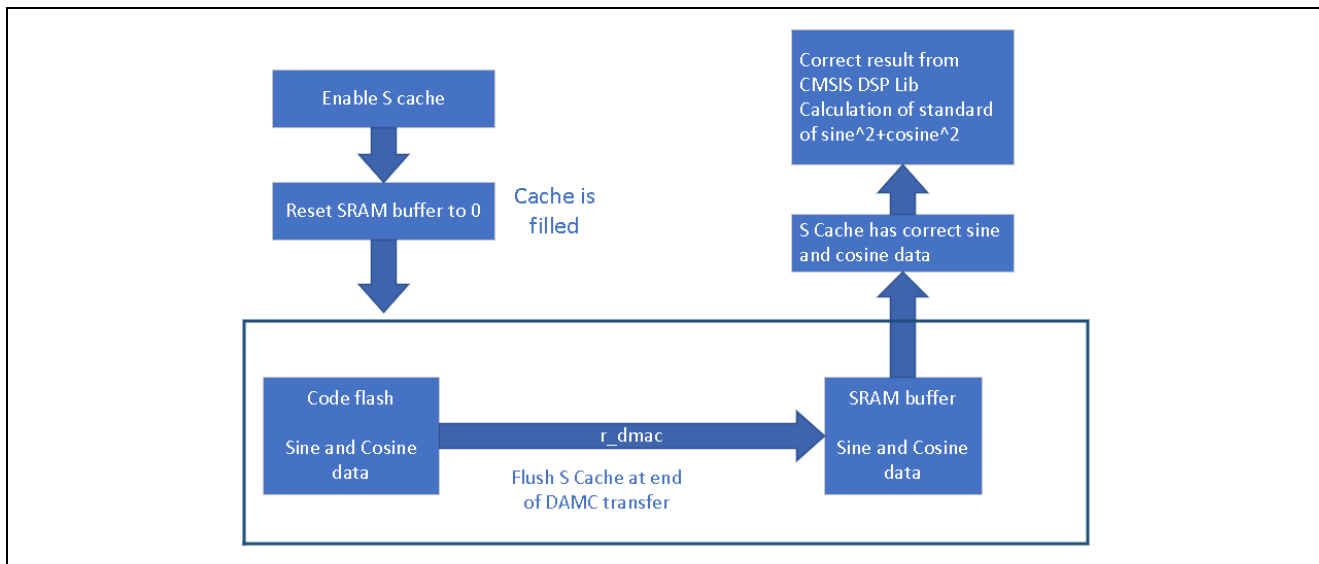 Enable S cache
Reset SRAM buffer to 0
Cache is
filled
Code flash
Sine and Cosine
data
r_dmac
Flush S Cache at end
of DAMC transfer
SRAM buffer
Sine and Cosine
data
S Cache has correct sine
and cosine data
Correct result from
CMSIS DSP Lib
Calculation of standard
of sine^2+cosine^2